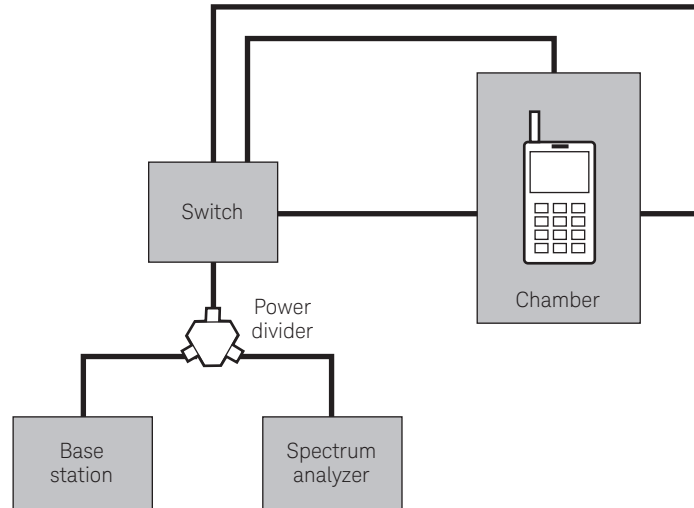 Switch
Chamber
Power
divider
Base
station
Spectrum
analyzer